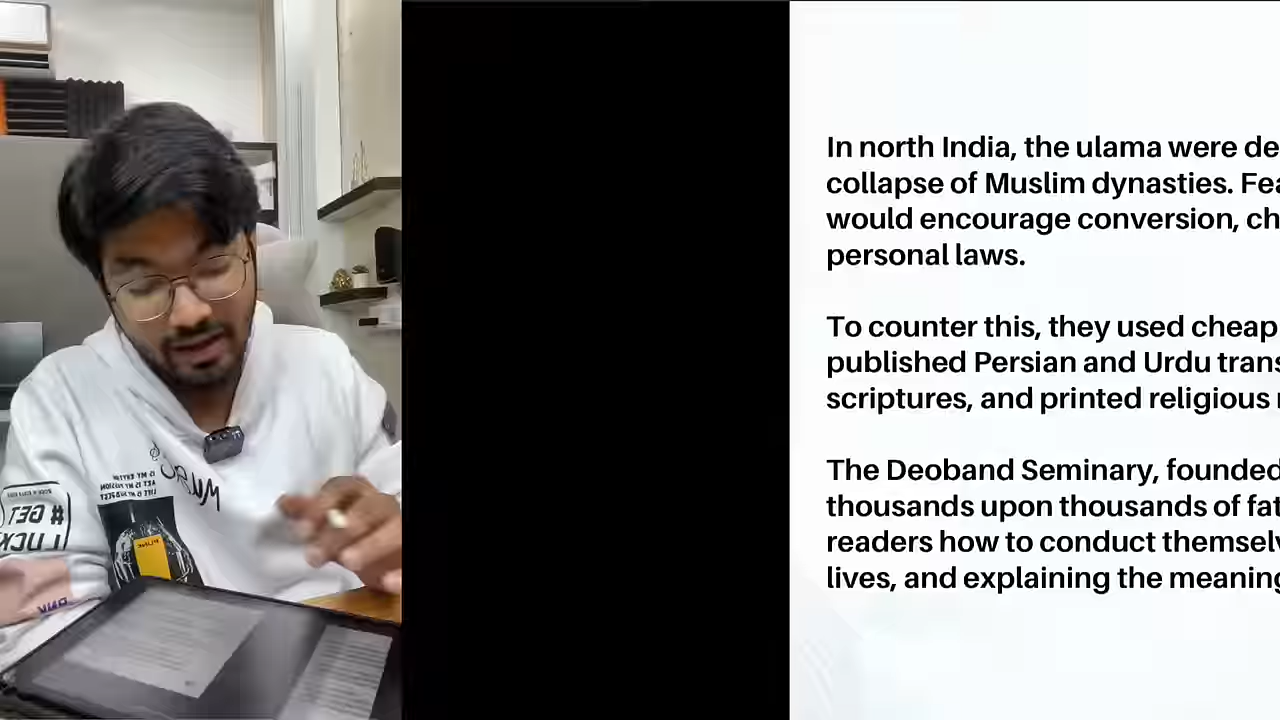 In north India, the ulama were de
collapse of Muslim dynasties. Fea
would encourage conversion, ch
personal laws.
To counter this, they used cheap
published Persian and Urdu trans
scriptures, and printed religious
The Deoband Seminary, founded
thousands upon thousands of fat
readers how to conduct themselv
lives, and explaining the meaning
# GET
LUCK